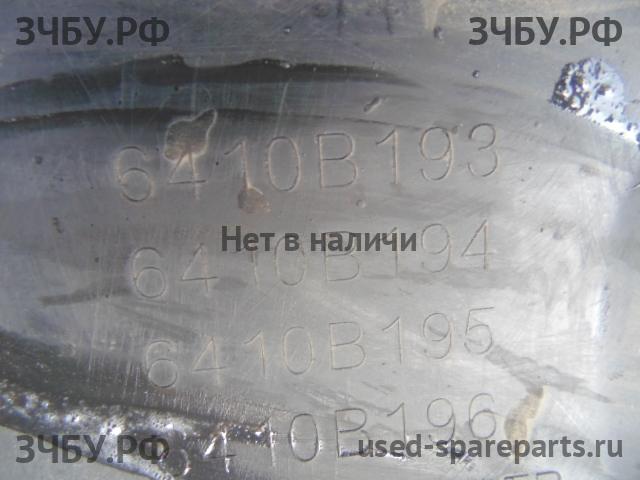 ЗЧБУ.РФ ЗЧБУ.РФ
6410B193
Нет в наличи
6410B194
6410B195
6410B196
ЗЧБУ.РФ used-spareparts.ru